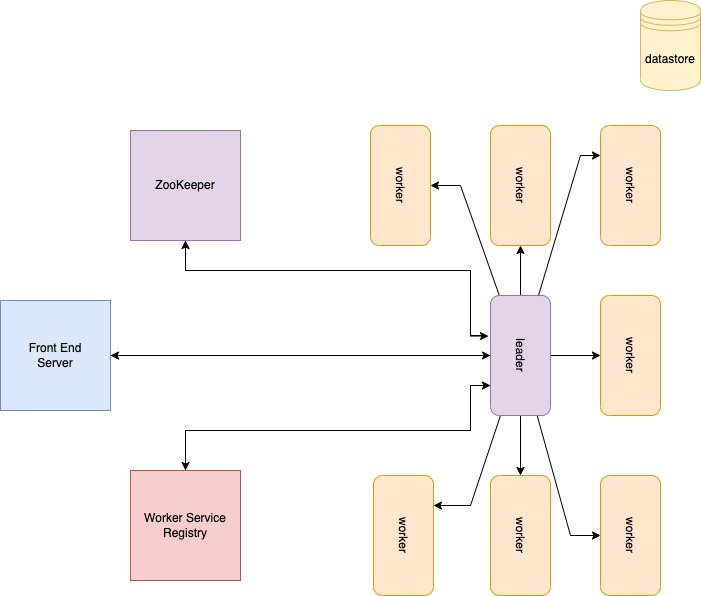 datastore
ZooKeeper
worker
worker
worker
Front End
Server
leader
worker
Worker Service
Registry
worker
worker
worker